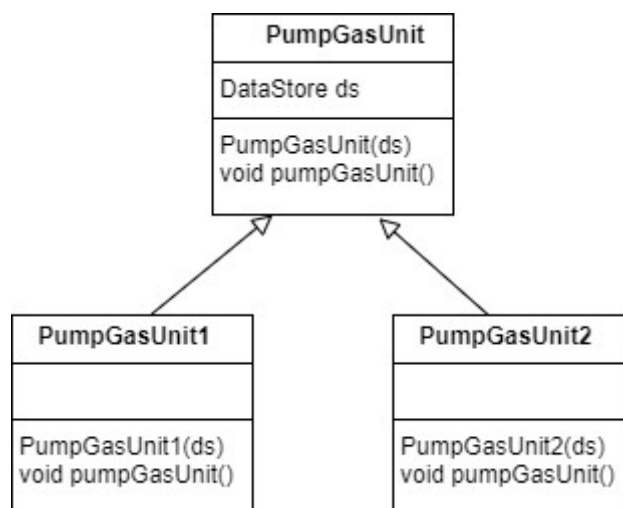 PumpGasUnit
DataStore ds
PumpGasUnit(ds)
void pumpGasUnit()
PumpGasUnit1
PumpGasUnit1(ds)
void pumpGasUnit()
PumpGasUnit2
PumpGasUnit2(ds)
void pumpGasUnit()